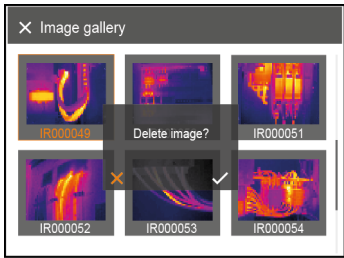 Image gallery
IR000049
Delete image?
IR000051
IR000052
IR000053
IR000054